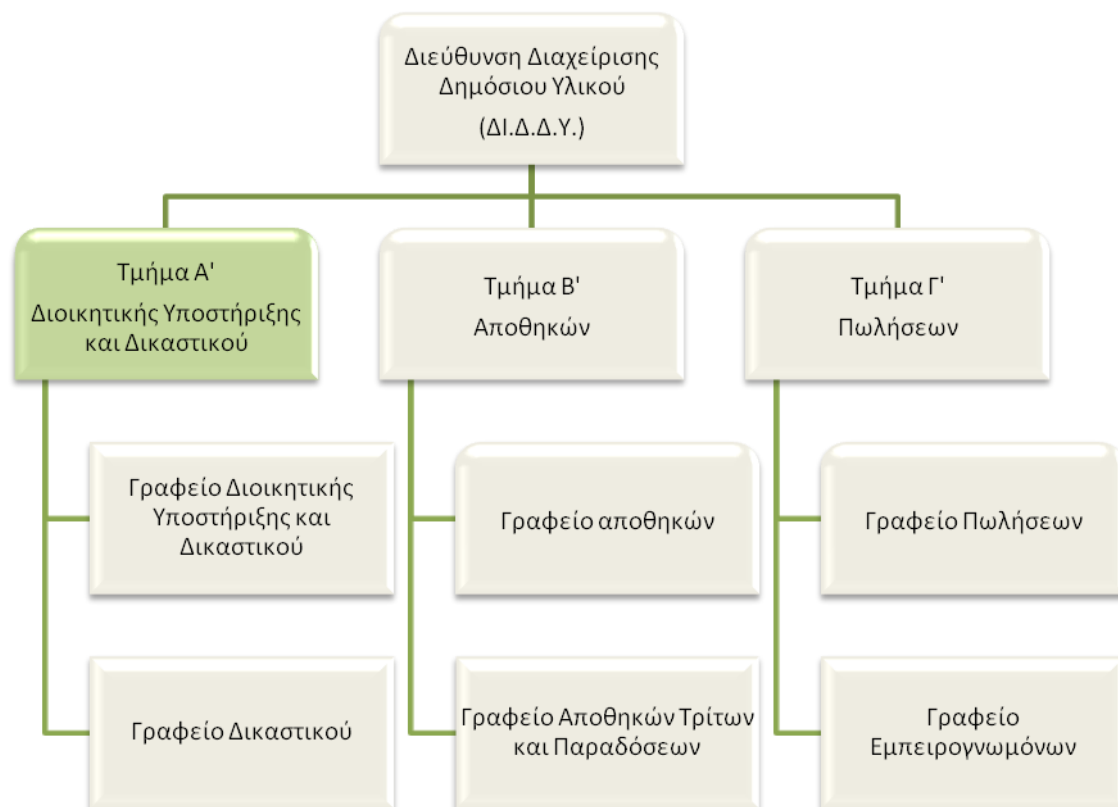 Διεύθυνση Διαχείρισης
Δημόσιου Υλικού
(ΔΙ.Δ.Δ.Υ.)
Τμήμα Α'
Διοικητικής Υποστήριξης
και Δικαστικού
Τμήμα Β'
Αποθηκών
Τμήμα Γ'
Πωλήσεων
Γραφείο Διοικητικής
Υποστήριξης και
Δικαστικού
Γραφείο αποθηκών
Γραφείο Πωλήσεων
Γραφείο Δικαστικού
Γραφείο Αποθηκών Τρίτων
και Παραδόσεων
Γραφείο
Εμπειρογνωμόνων